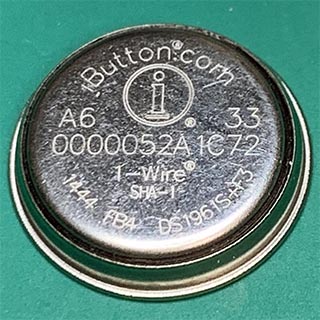 iButton.com®
i®
A6 33
0000052A1C72
1-Wire®
SHA-1
1444 FB4 DS1961S+F3